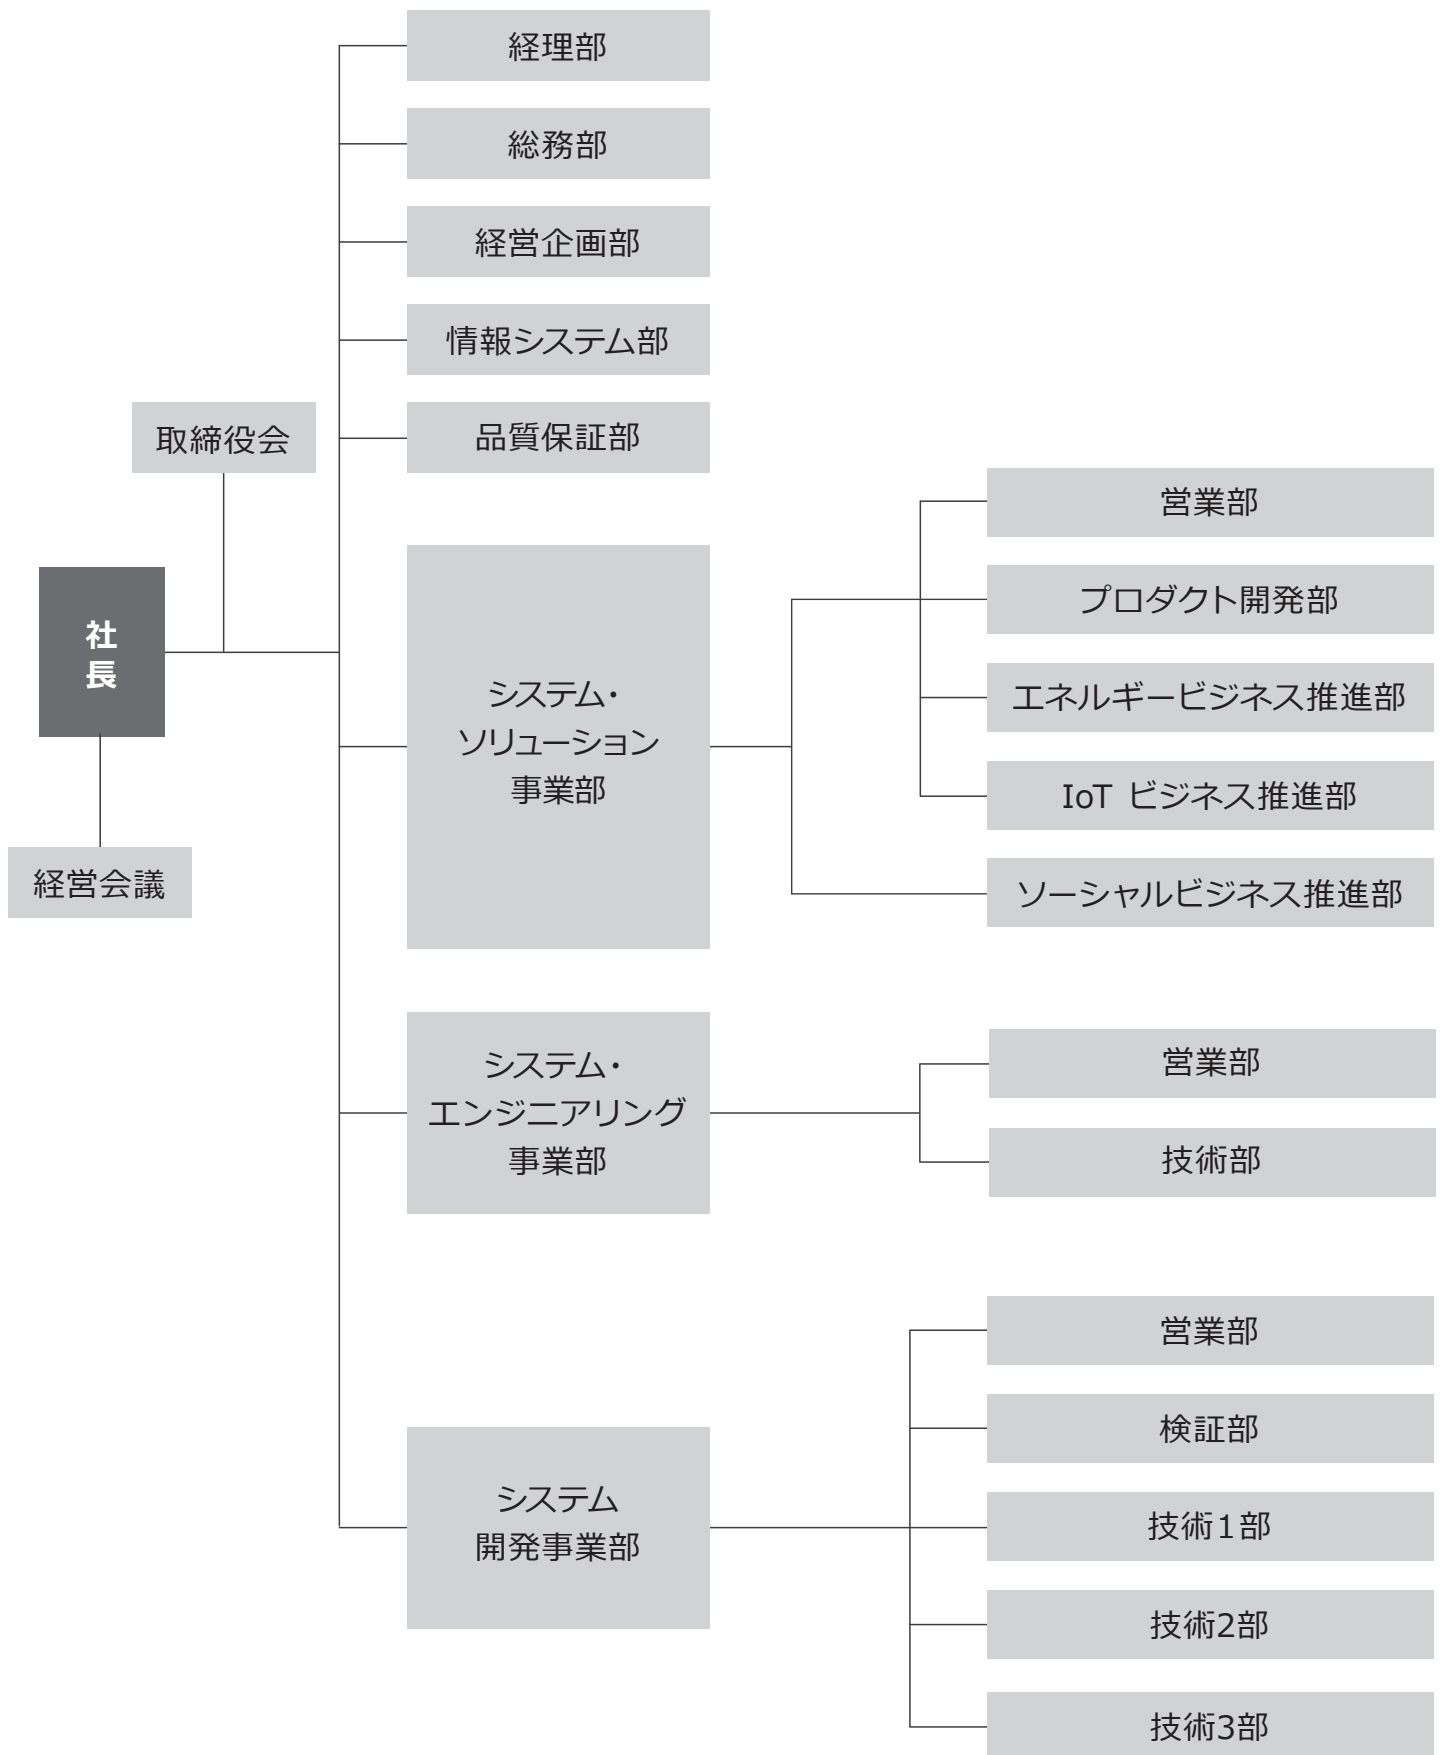 社
長
取締役会
経営会議
経理部
総務部
経営企画部
情報システム部
品質保証部
システム・
ソリューション
事業部
営業部
プロダクト開発部
エネルギービジネス推進部
IoT ビジネス推進部
ソーシャルビジネス推進部
システム・
エンジニアリング
事業部
営業部
技術部
システム
開発事業部
営業部
検証部
技術1部
技術2部
技術3部